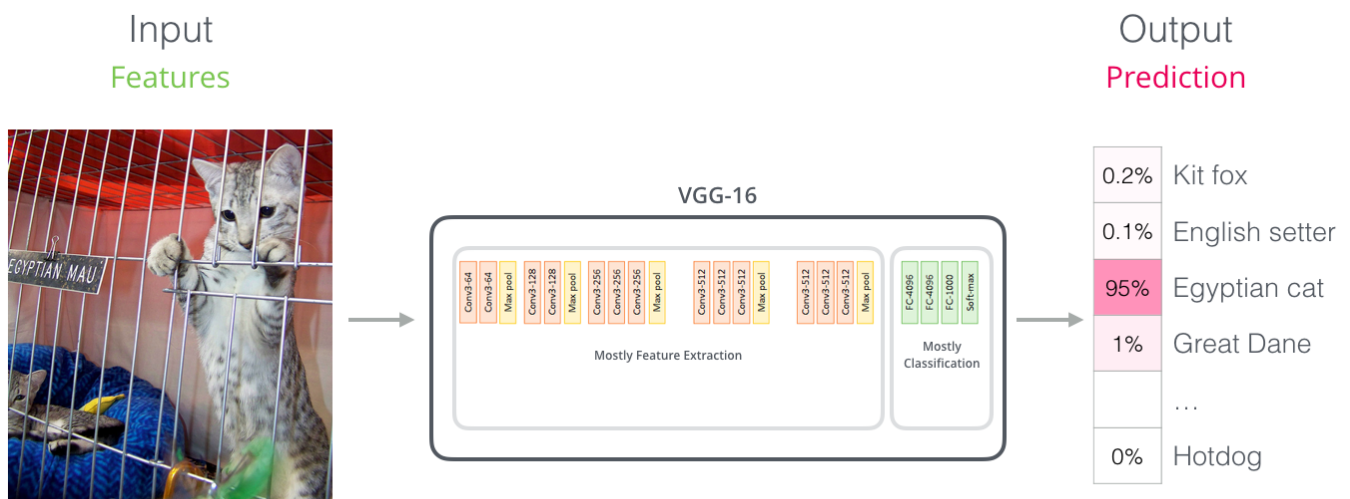 Input
Features
EGYPTIAN MAU
VGG-16
Conv3-64
Conv3-64
Max pool
Conv3-128
Conv3-128
Max pool
Conv3-256
Conv3-256
Conv3-256
Max pool
Conv3-512
Conv3-512
Conv3-512
Max pool
Conv3-512
Conv3-512
Conv3-512
Max pool
Mostly Feature Extraction
FC-4096
FC-4096
FC-1000
Soft-max
Mostly
Classification
Output
Prediction
0.2% Kit fox
0.1% English setter
95% Egyptian cat
1% Great Dane
...
0% Hotdog